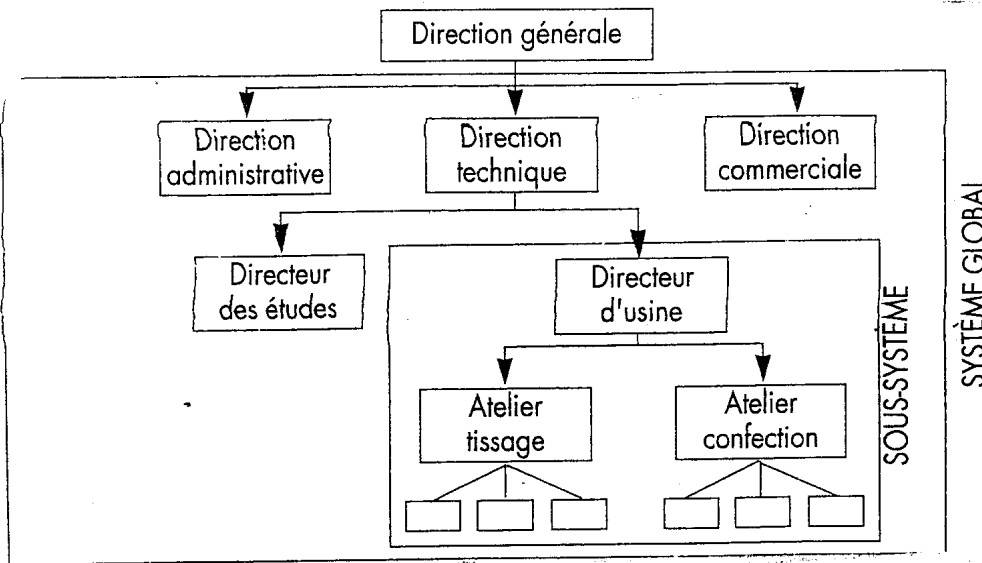 Direction générale
Direction
administrative
Direction
technique
Direction
commerciale
Directeur
des études
Directeur
d'usine
Atelier
tissage
Atelier
confection
SOUS-SYSTÈME
SYSTÈME GLOBAL